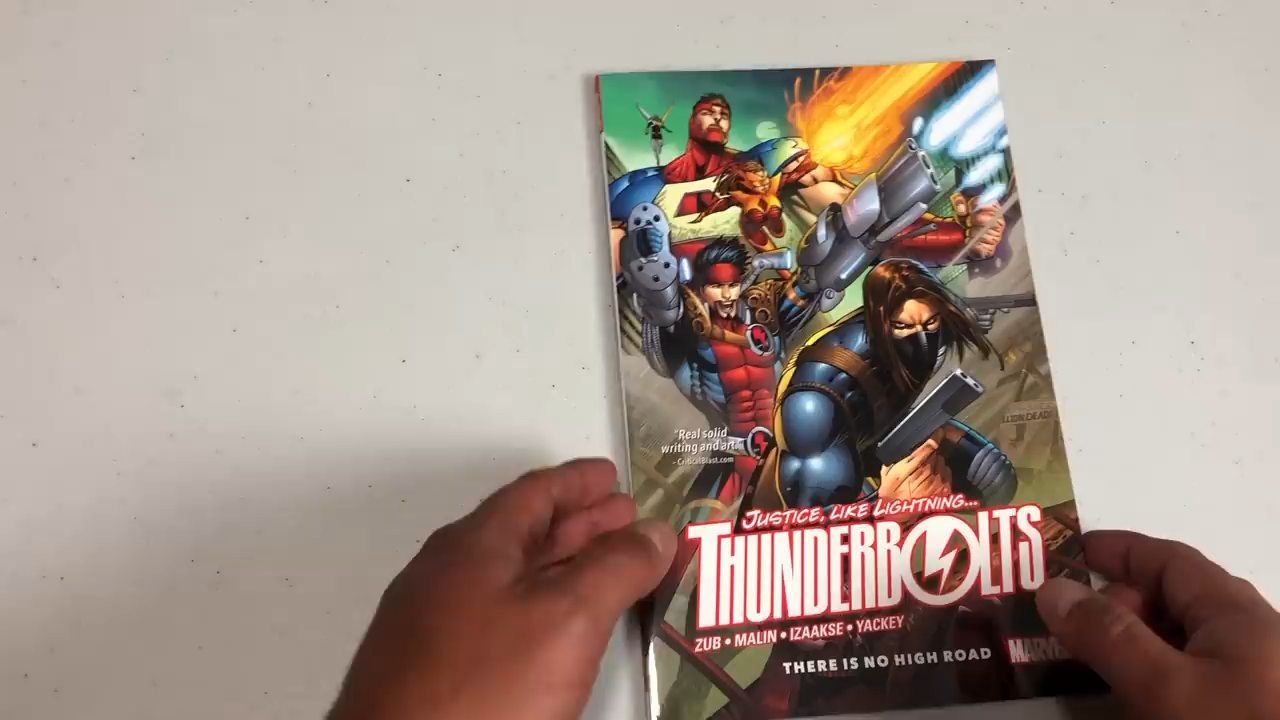 "Real solid
writing and art"
- CriticalBlast.com
JUSTICE, LIKE LIGHTNING...
THUNDERBOLTS
ZUB • MALIN • IZAAKSE • YACKEY
THERE IS NO HIGH ROAD
MARVEL